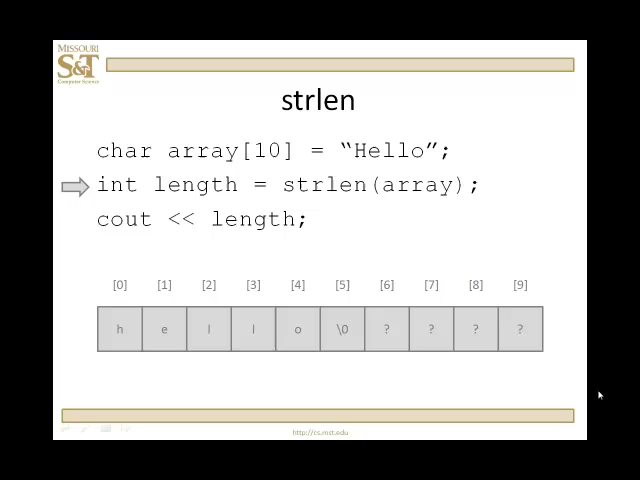 MISSOURI
S&T
Computer Science
strlen
char array[10] = “Hello”;
int length = strlen(array);
cout << length;
[0] [1] [2] [3] [4] [5] [6] [7] [8] [9]
h e l l o \0 ? ? ? ?
http://cs.mst.edu